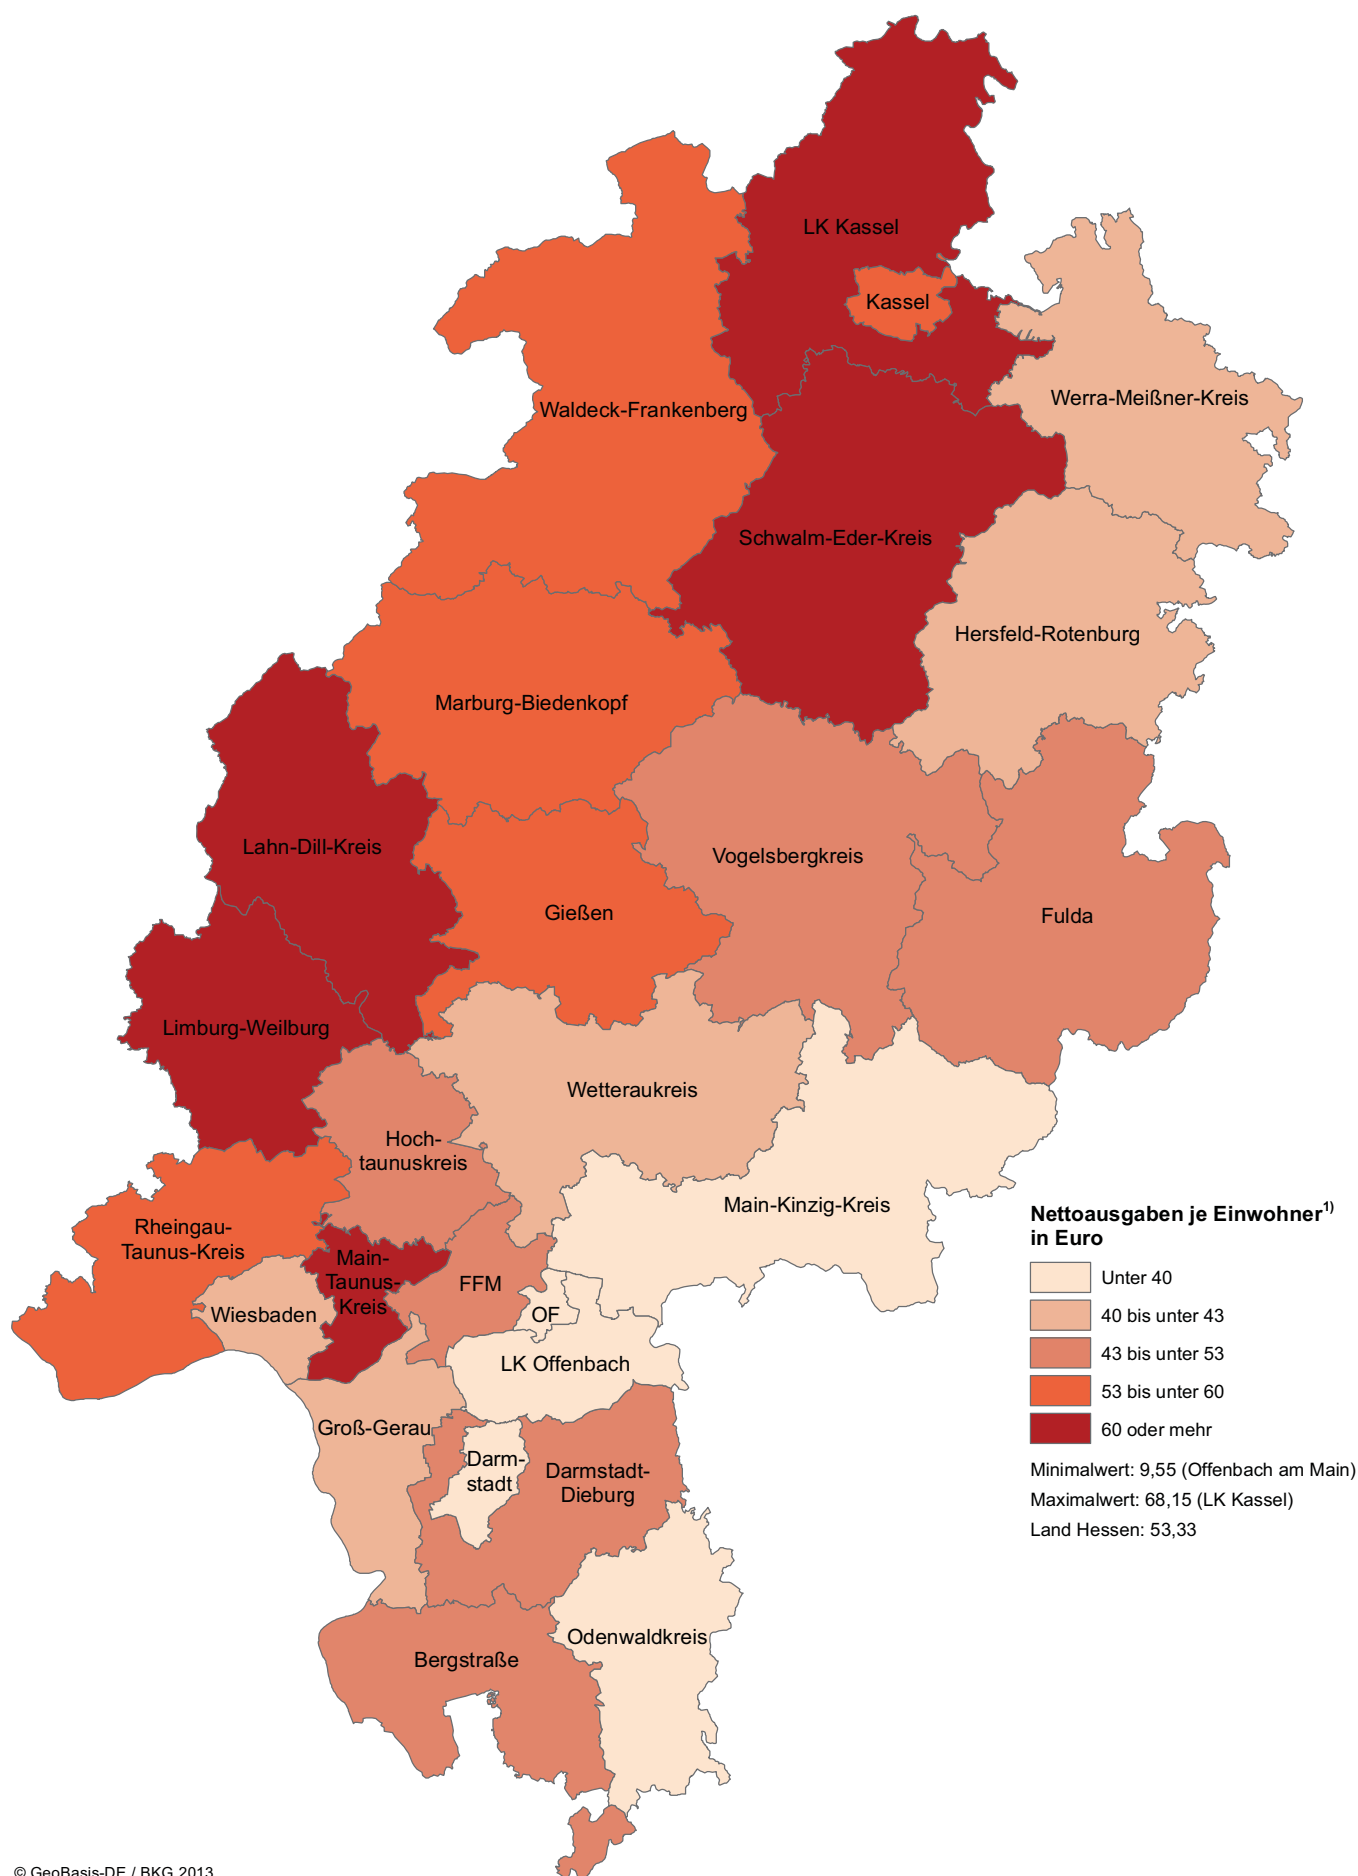 LK Kassel
Kassel
Werra-Meißner-Kreis
Waldeck-Frankenberg
Schwalm-Eder-Kreis
Hersfeld-Rotenburg
Marburg-Biedenkopf
Lahn-Dill-Kreis
Vogelsbergkreis
Gießen
Fulda
Limburg-Weilburg
Wetteraukreis
Hoch-
taunuskreis
Main-Kinzig-Kreis
Rheingau-
Taunus-Kreis
Main-
Taunus-
Kreis
FFM
Wiesbaden
OF
LK Offenbach
Groß-Gerau
Darm-
stadt
Darmstadt-
Dieburg
Odenwaldkreis
Bergstraße
Nettoausgaben je Einwohner1)
in Euro
Unter 40
40 bis unter 43
43 bis unter 53
53 bis unter 60
60 oder mehr
Minimalwert: 9,55 (Offenbach am Main)
Maximalwert: 68,15 (LK Kassel)
Land Hessen: 53,33
© GeoBasis-DE / BKG 2013